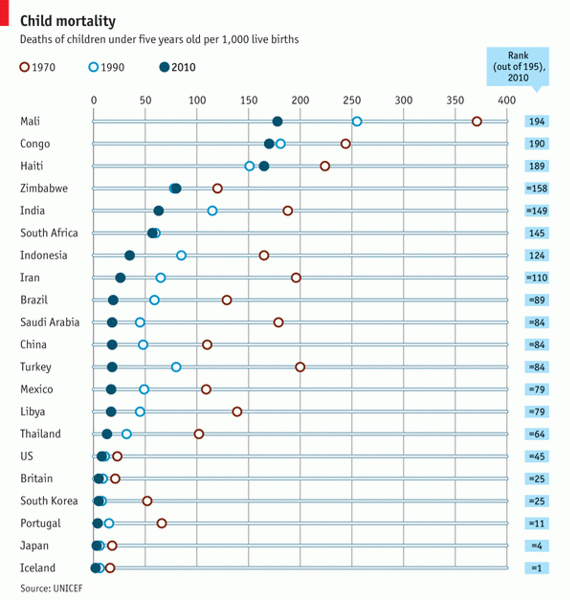 Child mortality
Deaths of children under five years old per 1,000 live births
1970 1990 2010
Rank
(out of 195),
2010
0 50 100 150 200 250 300 350 400
Mali 194
Congo 190
Haiti 189
Zimbabwe =158
India =149
South Africa 145
Indonesia 124
Iran =110
Brazil =89
Saudi Arabia =84
China =84
Turkey =84
Mexico =79
Libya =79
Thailand =64
US =45
Britain =25
South Korea =25
Portugal =11
Japan =4
Iceland =1
Source: UNICEF